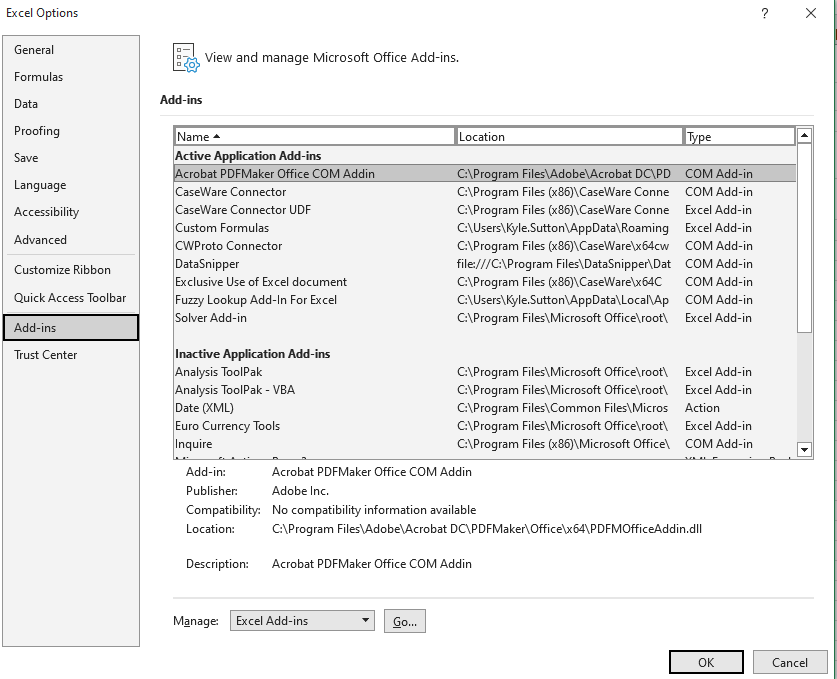 Excel Options ?
General
Formulas
Data
Proofing
Save
Language
Accessibility
Advanced
Customize Ribbon
Quick Access Toolbar
Add-ins
Trust Center
View and manage Microsoft Office Add-ins.
Add-ins
Name Location Type
Active Application Add-ins
Acrobat PDFMaker Office COM Addin C:\Program Files\Adobe\Acrobat DC\PD COM Add-in
CaseWare Connector C:\Program Files (x86)\CaseWare Conne COM Add-in
CaseWare Connector UDF C:\Program Files (x86)\CaseWare Conne Excel Add-in
Custom Formulas C:\Users\Kyle.Sutton\AppData\Roaming Excel Add-in
CWProto Connector C:\Program Files (x86)\CaseWare\x64cw COM Add-in
DataSnipper file:///C:\Program Files\DataSnipper\Dat COM Add-in
Exclusive Use of Excel document C:\Program Files (x86)\CaseWare\x64C COM Add-in
Fuzzy Lookup Add-In For Excel C:\Users\Kyle.Sutton\AppData\Local\Ap COM Add-in
Solver Add-in C:\Program Files\Microsoft Office\root\ Excel Add-in
Inactive Application Add-ins
Analysis ToolPak C:\Program Files\Microsoft Office\root\ Excel Add-in
Analysis ToolPak - VBA C:\Program Files\Microsoft Office\root\ Excel Add-in
Date (XML) C:\Program Files\Common Files\Micros Action
Euro Currency Tools C:\Program Files\Microsoft Office\root\ Excel Add-in
Inquire C:\Program Files (x86)\Microsoft Office\ COM Add-in
Add-in: Acrobat PDFMaker Office COM Addin
Publisher: Adobe Inc.
Compatibility: No compatibility information available
Location: C:\Program Files\Adobe\Acrobat DC\PDFMaker\Office\x64\PDFMOfficeAddin.dll
Description: Acrobat PDFMaker Office COM Addin
Manage: Excel Add-ins Go...
OK Cancel